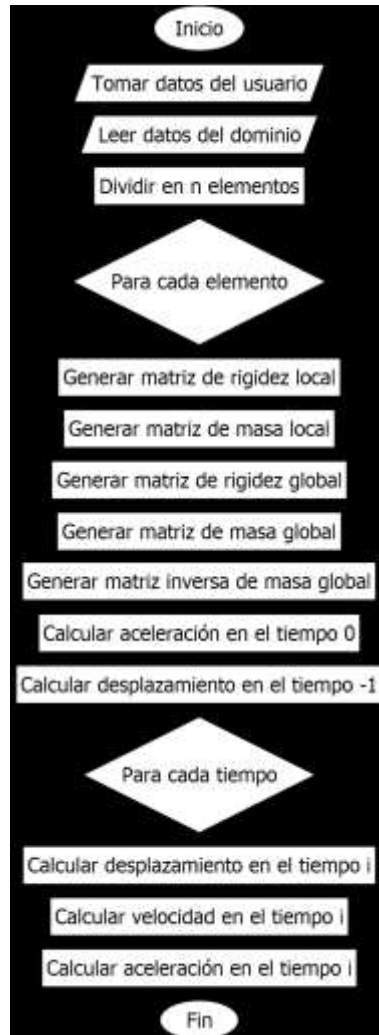 Inicio
Tomar datos del usuario
Leer datos del dominio
Dividir en n elementos
Para cada elemento
Generar matriz de rigidez local
Generar matriz de masa local
Generar matriz de rigidez global
Generar matriz de masa global
Generar matriz inversa de masa global
Calcular aceleración en el tiempo 0
Calcular desplazamiento en el tiempo -1
Para cada tiempo
Calcular desplazamiento en el tiempo i
Calcular velocidad en el tiempo i
Calcular aceleración en el tiempo i
Fin